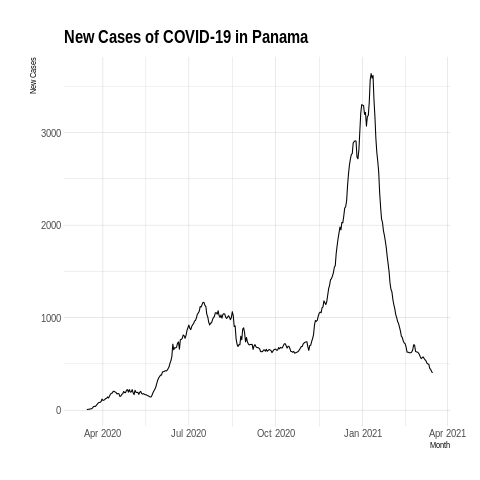 New Cases of COVID-19 in Panama
New Cases
3000
2000
1000
0
Apr 2020 Jul 2020 Oct 2020 Jan 2021 Apr 2021
Month